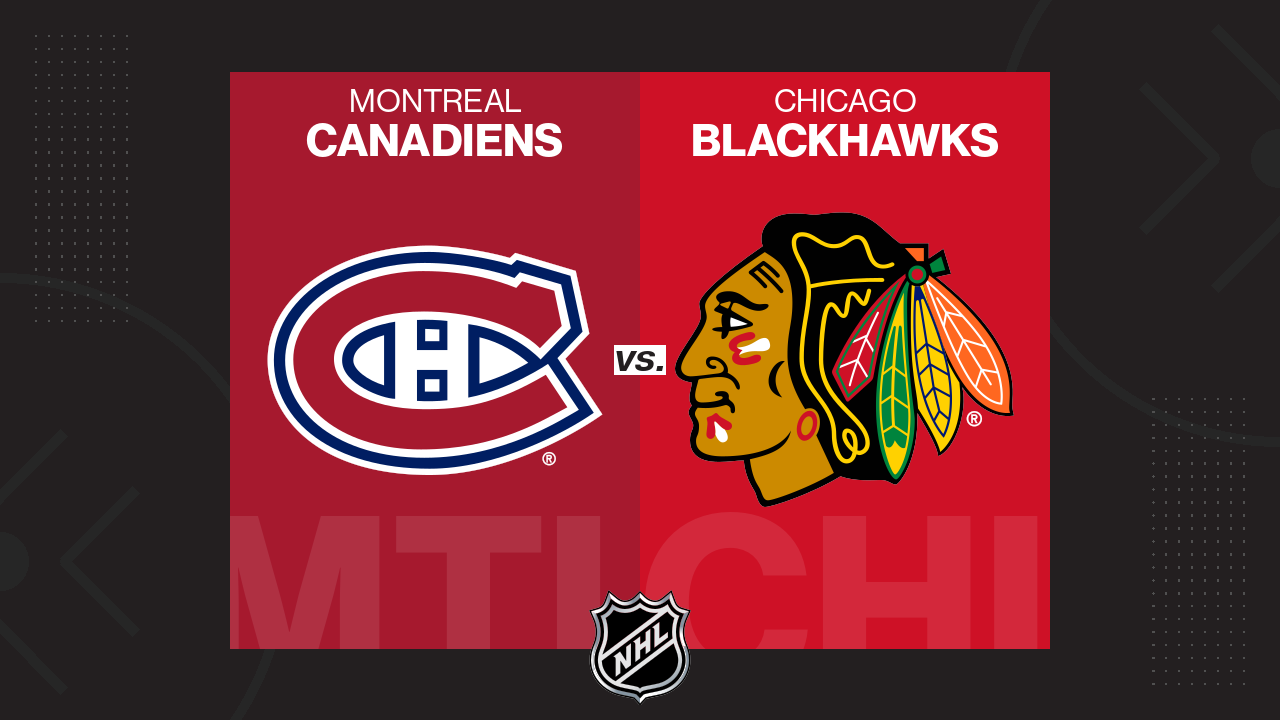 MONTREAL
CANADIENS
CHICAGO
BLACKHAWKS
vs.
®
®
MTL
CHI
NHL